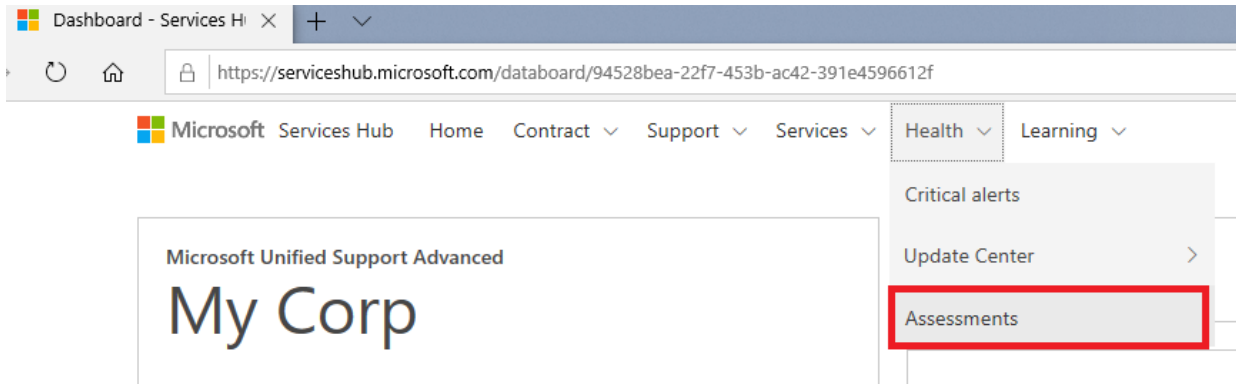 Dashboard - Services H
https://serviceshub.microsoft.com/databoard/94528bea-22f7-453b-ac42-391e4596612f
Microsoft Services Hub Home Contract Support Services Health Learning
Critical alerts
Update Center
Assessments
Microsoft Unified Support Advanced
My Corp